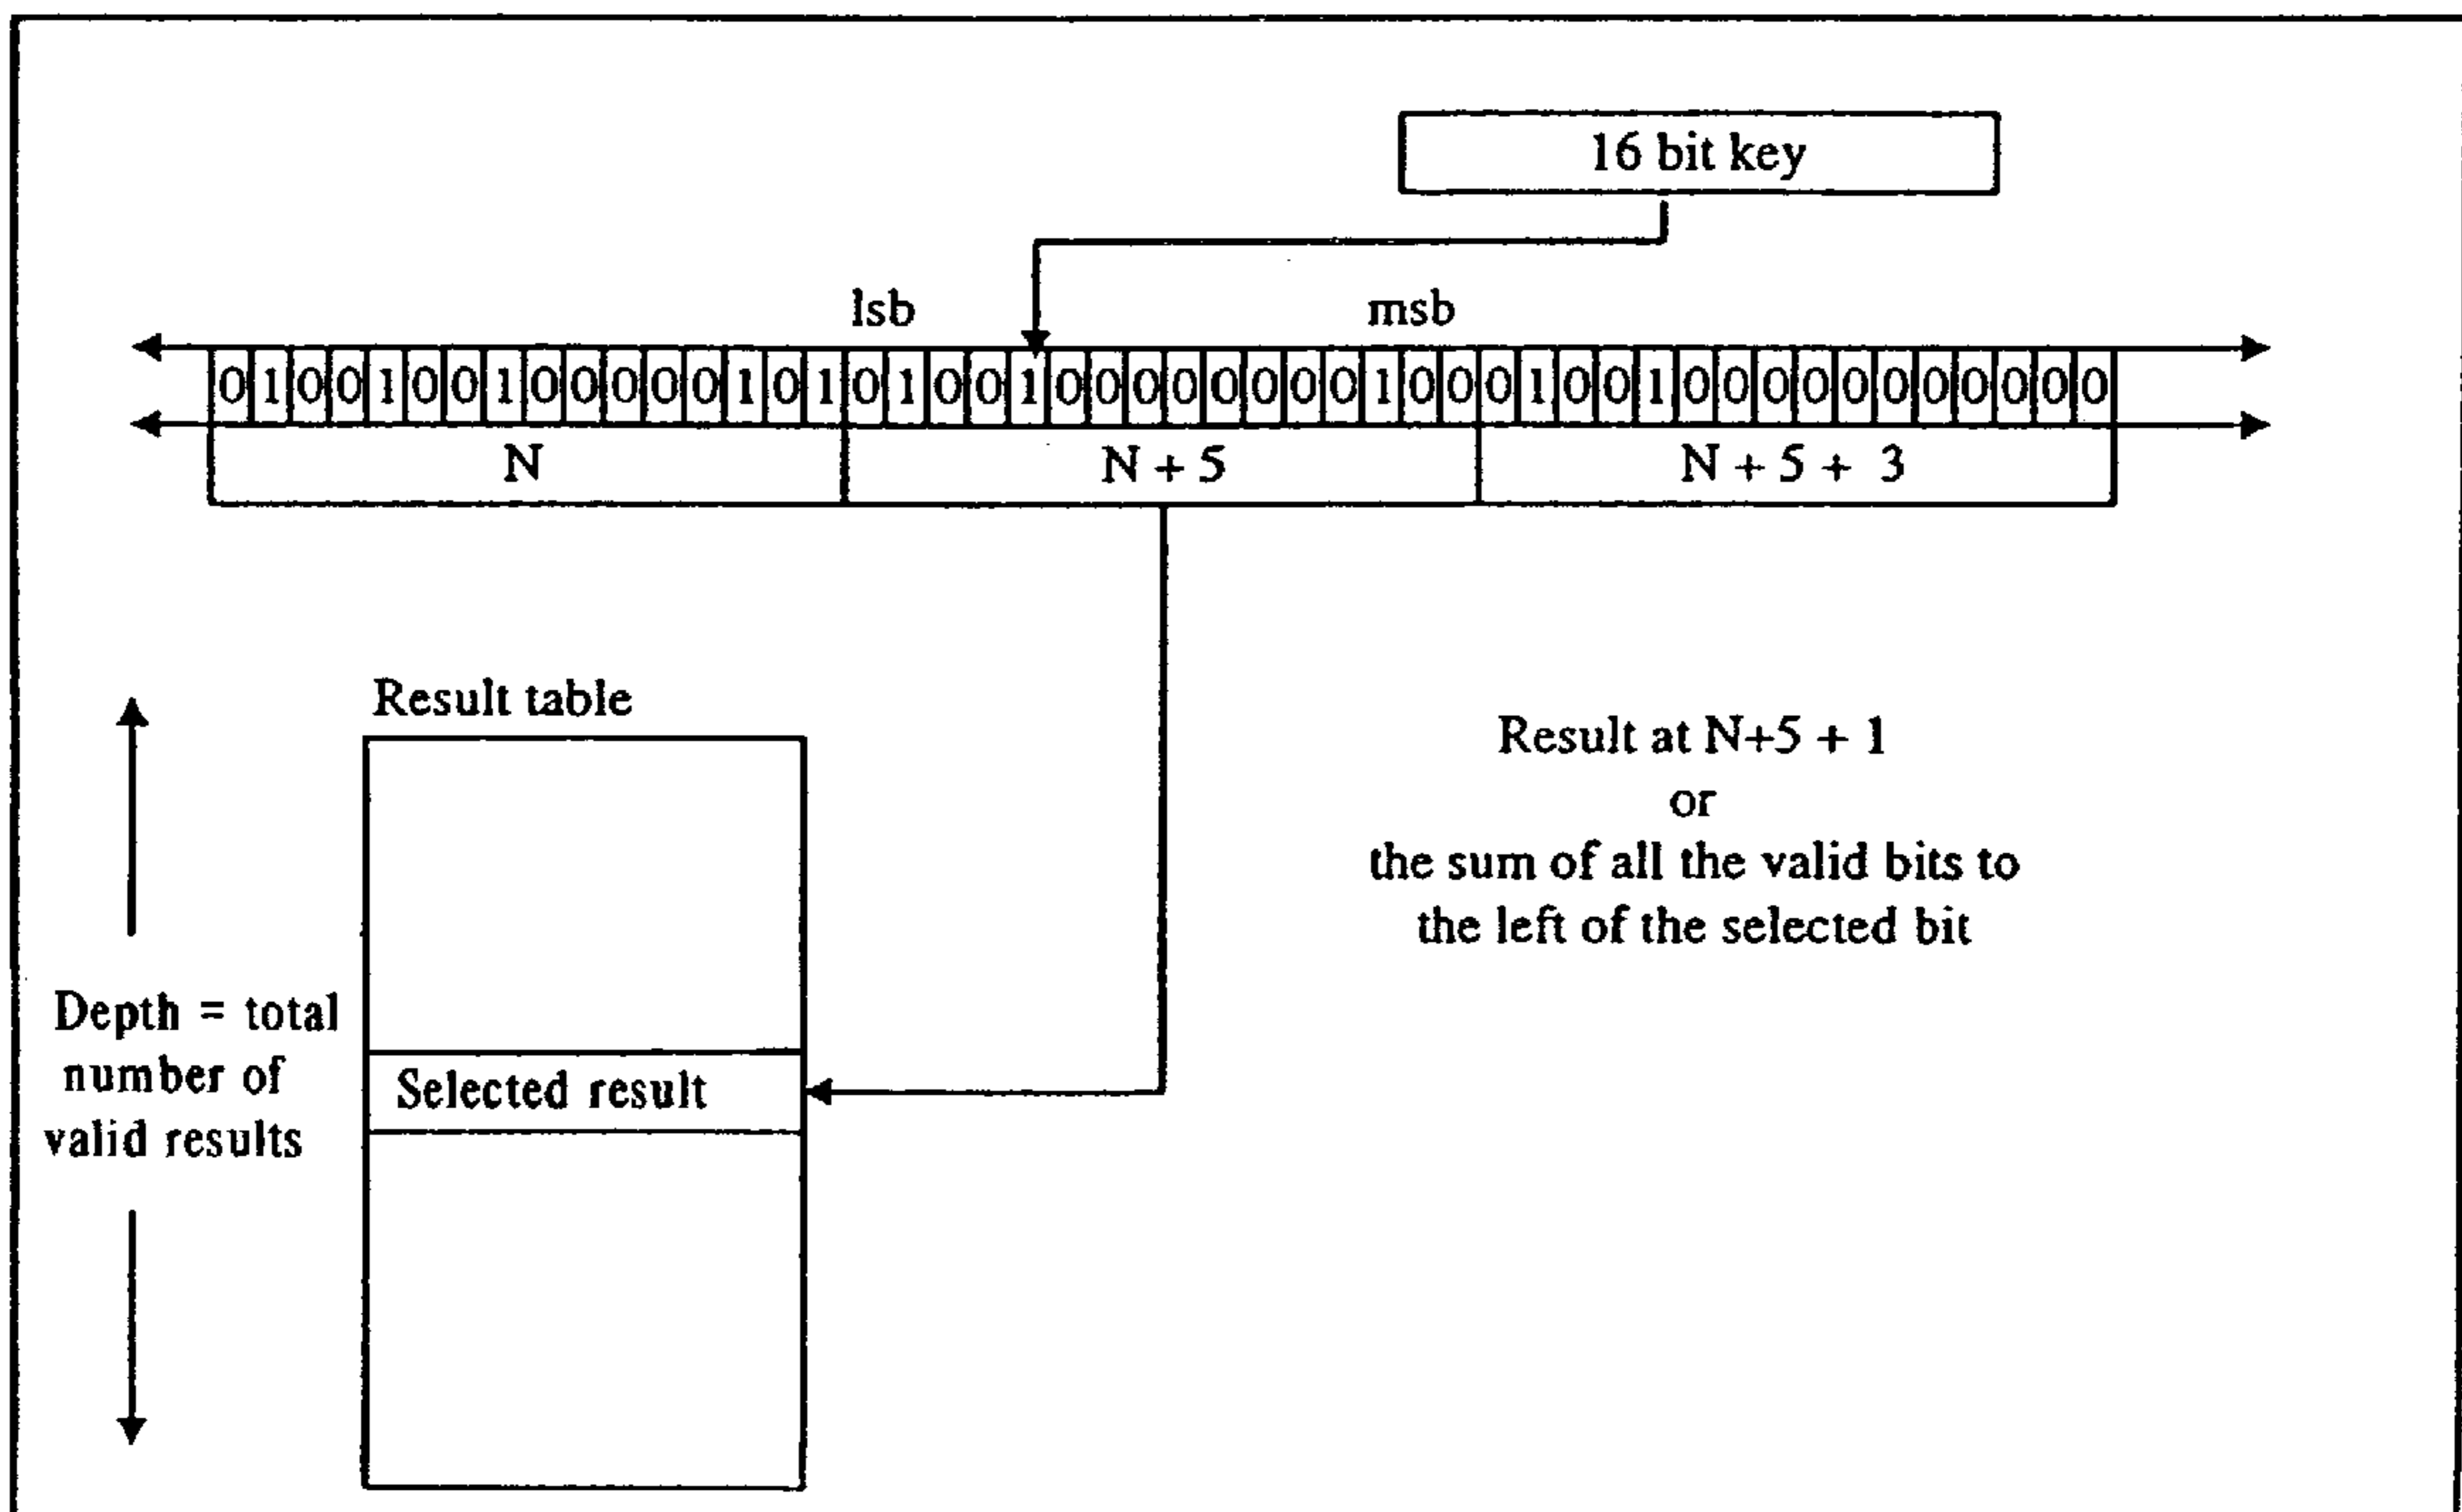 16 bit key
lsb msb
0 1 0 0 1 0 0 1 0 0 0 0 0 1 0 1 0 1 0 0 1 0 0 0 0 0 0 0 0 1 0 0 0 1 0 0 1 0 0 0 0 0 0 0 0 0 0 0
N N + 5 N + 5 + 3
Result table
Result at N+5 + 1
or
the sum of all the valid bits to
the left of the selected bit
Depth = total
number of
valid results
Selected result